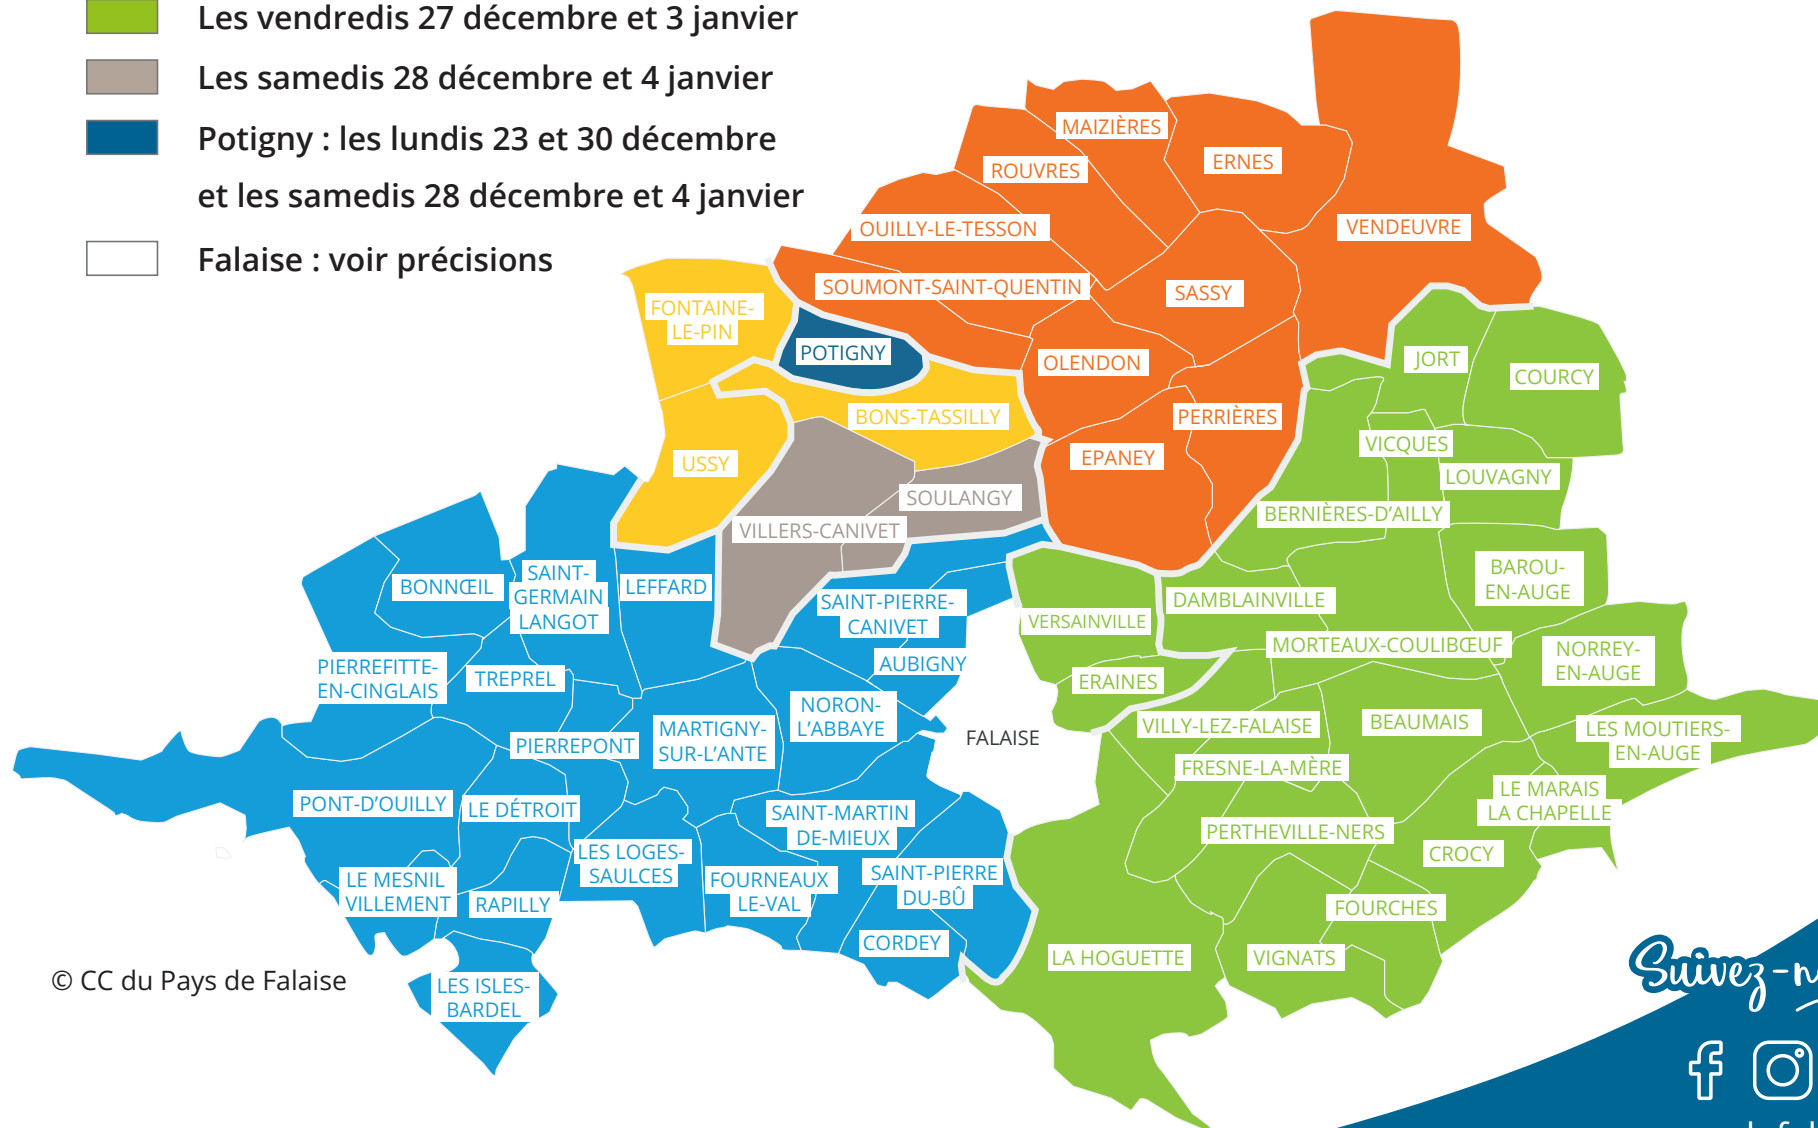 Les vendredis 27 décembre et 3 janvier
Les samedis 28 décembre et 4 janvier
Potigny : les lundis 23 et 30 décembre
et les samedis 28 décembre et 4 janvier
Falaise : voir précisions
MAIZIÈRES
ERNES
ROUVRES
OUILLY-LE-TESSON
VENDEUVRE
SOUMONT-SAINT-QUENTIN
SASSY
FONTAINE-
LE-PIN
POTIGNY
OLENDON
JORT
COURCY
BONS-TASSILLY
PERRIÈRES
VICQUES
USSY
EPANEY
LOUVAGNY
SOULANGY
BERNIÈRES-D'AILLY
VILLERS-CANIVET
BAROU-
EN-AUGE
BONNŒIL
SAINT-
GERMAIN
LANGOT
LEFFARD
SAINT-PIERRE-
CANIVET
VERSAINVILLE
DAMBLAINVILLE
MORTEAUX-COULIBŒUF
NORREY-
EN-AUGE
PIERREFITTE-
EN-CINGLAIS
TREPREL
AUBIGNY
ERAINES
NORON-
L'ABBAYE
MARTIGNY-
SUR-L'ANTE
PIERREPONT
FALAISE
VILLY-LEZ-FALAISE
BEAUMAIS
LES MOUTIERS-
EN-AUGE
FRESNE-LA-MÈRE
LE MARAIS
LA CHAPELLE
PONT-D'OUILLY
LE DÉTROIT
SAINT-MARTIN
DE-MIEUX
PERTHEVILLE-NERS
CROCY
LES LOGES-
SAULCES
LE MESNIL
VILLEMENT
RAPILLY
FOURNEAUX
LE-VAL
SAINT-PIERRE
DU-BÛ
FOURCHES
CORDEY
LA HOGUETTE
VIGNATS
LES ISLES-
BARDEL
© CC du Pays de Falaise
Suivez-n